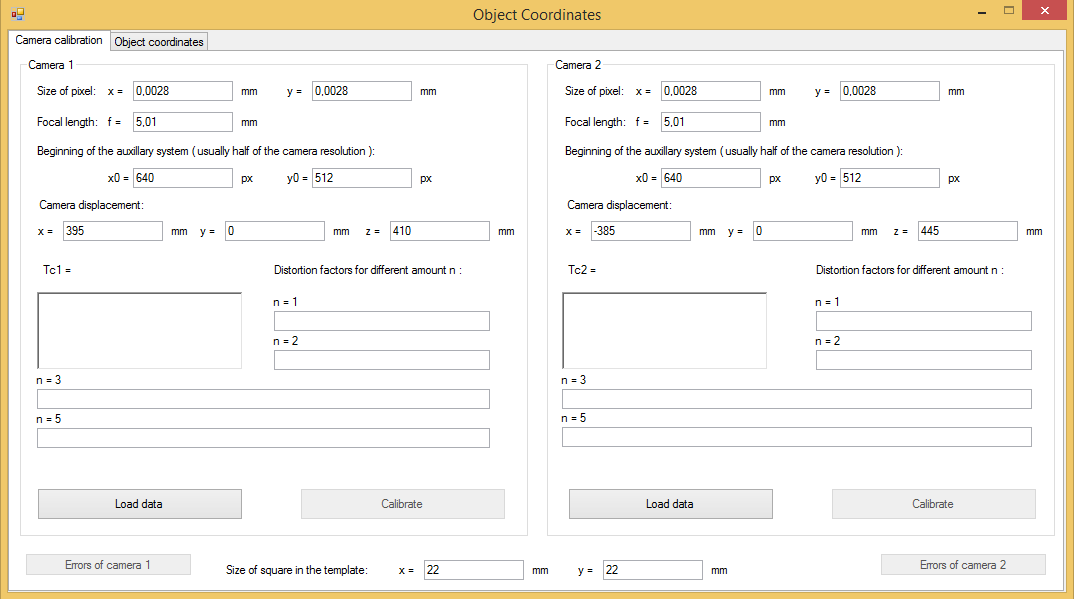 Object Coordinates
Camera calibration Object coordinates
Camera 1
Size of pixel: x = 0,0028 mm y = 0,0028 mm
Focal length: f = 5,01 mm
Beginning of the auxillary system ( usually half of the camera resolution ):
x0 = 640 px y0 = 512 px
Camera displacement:
x = 395 mm y = 0 mm z = 410 mm
Tc1 = Distortion factors for different amount n :
n = 1
n = 2
n = 3
n = 5
Load data Calibrate
Camera 2
Size of pixel: x = 0,0028 mm y = 0,0028 mm
Focal length: f = 5,01 mm
Beginning of the auxillary system ( usually half of the camera resolution ):
x0 = 640 px y0 = 512 px
Camera displacement:
x = -385 mm y = 0 mm z = 445 mm
Tc2 = Distortion factors for different amount n :
n = 1
n = 2
n = 3
n = 5
Load data Calibrate
Errors of camera 1 Size of square in the template: x = 22 mm y = 22 mm Errors of camera 2